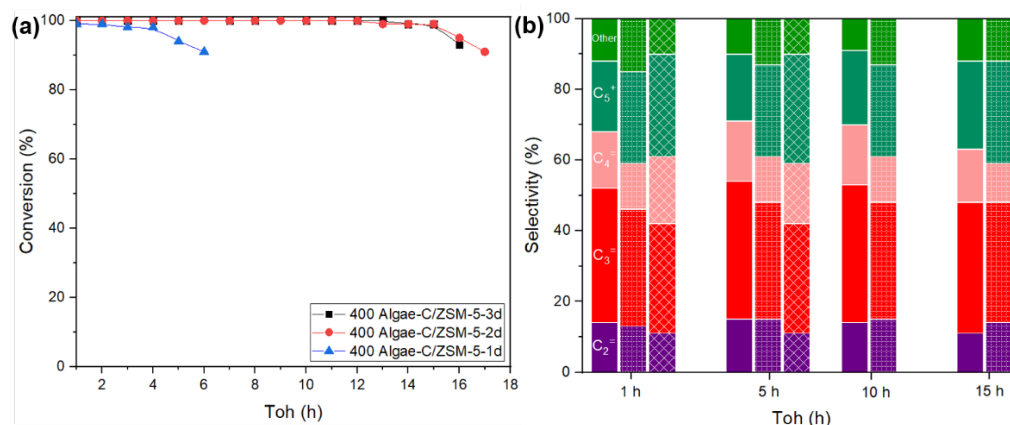 (a)
100
80
60
40
20
0
Conversion (%)
2 4 6 8 10 12 14 16 18
Toh (h)
400 Algae-C/ZSM-5-3d
400 Algae-C/ZSM-5-2d
400 Algae-C/ZSM-5-1d
(b)
100
80
60
40
20
0
Selectivity (%)
Other
C5+
C4=
C3=
C2=
1 h 5 h 10 h 15 h
Toh (h)